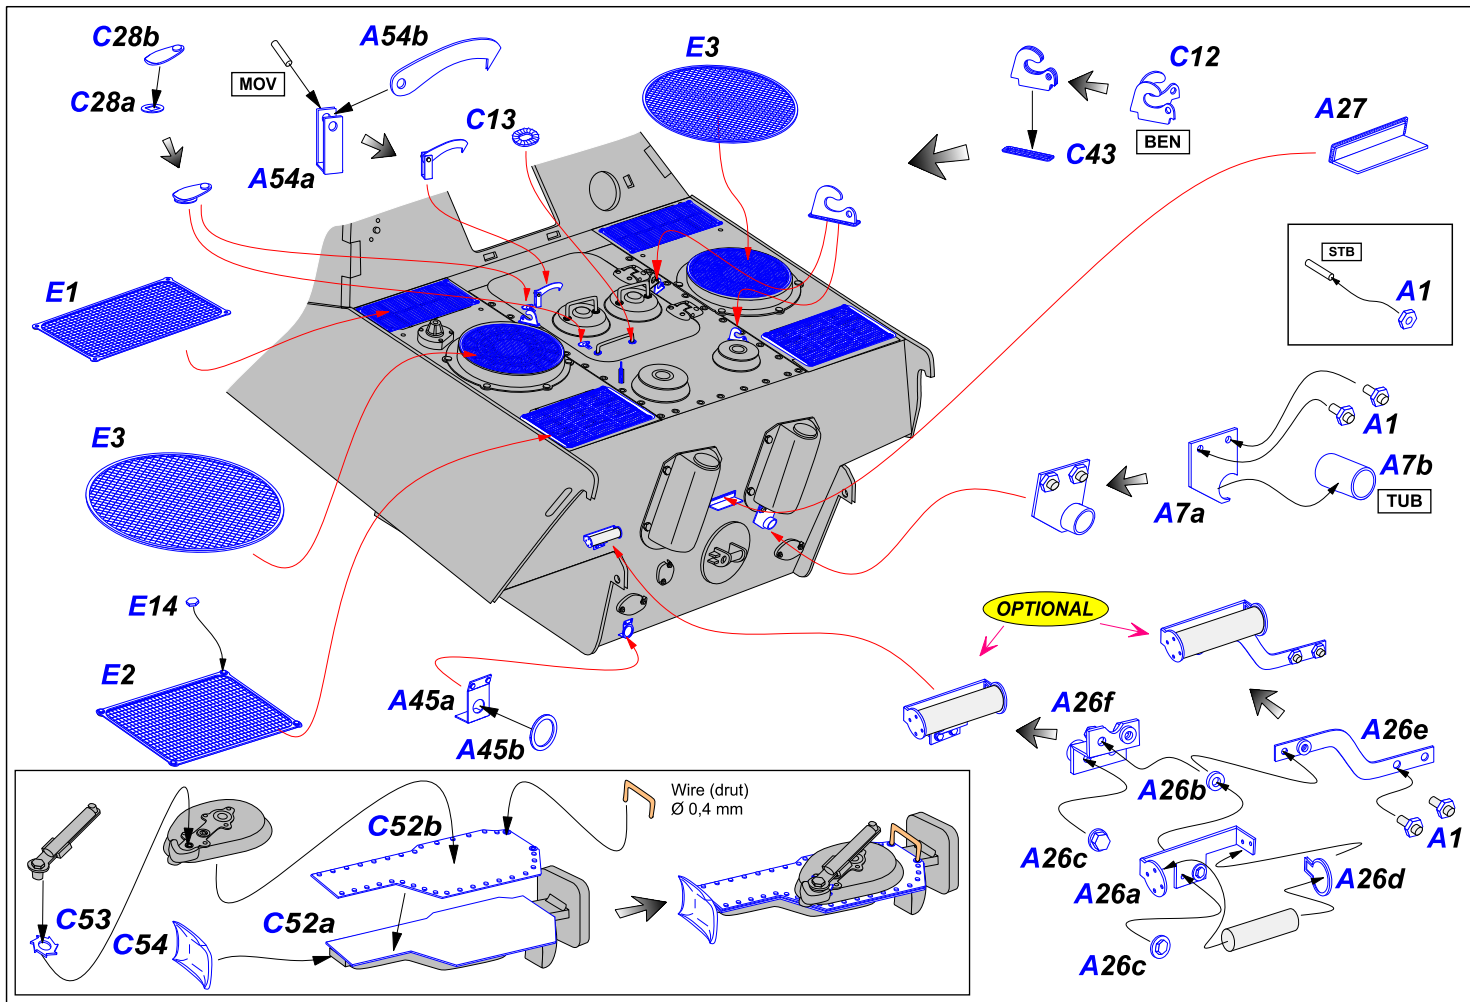 C28b
A54b
E3
C12
MOV
C28a
C13
A27
BEN
C43
A54a
STB
E1
A1
A1
E3
A7b
A7a
TUB
E14
OPTIONAL
E2
A45a
A26f
A26e
A45b
A26b
Wire (drut)
Ø 0,4 mm
C52b
A1
A26c
A26a
A26d
C53
C52a
C54
A26c